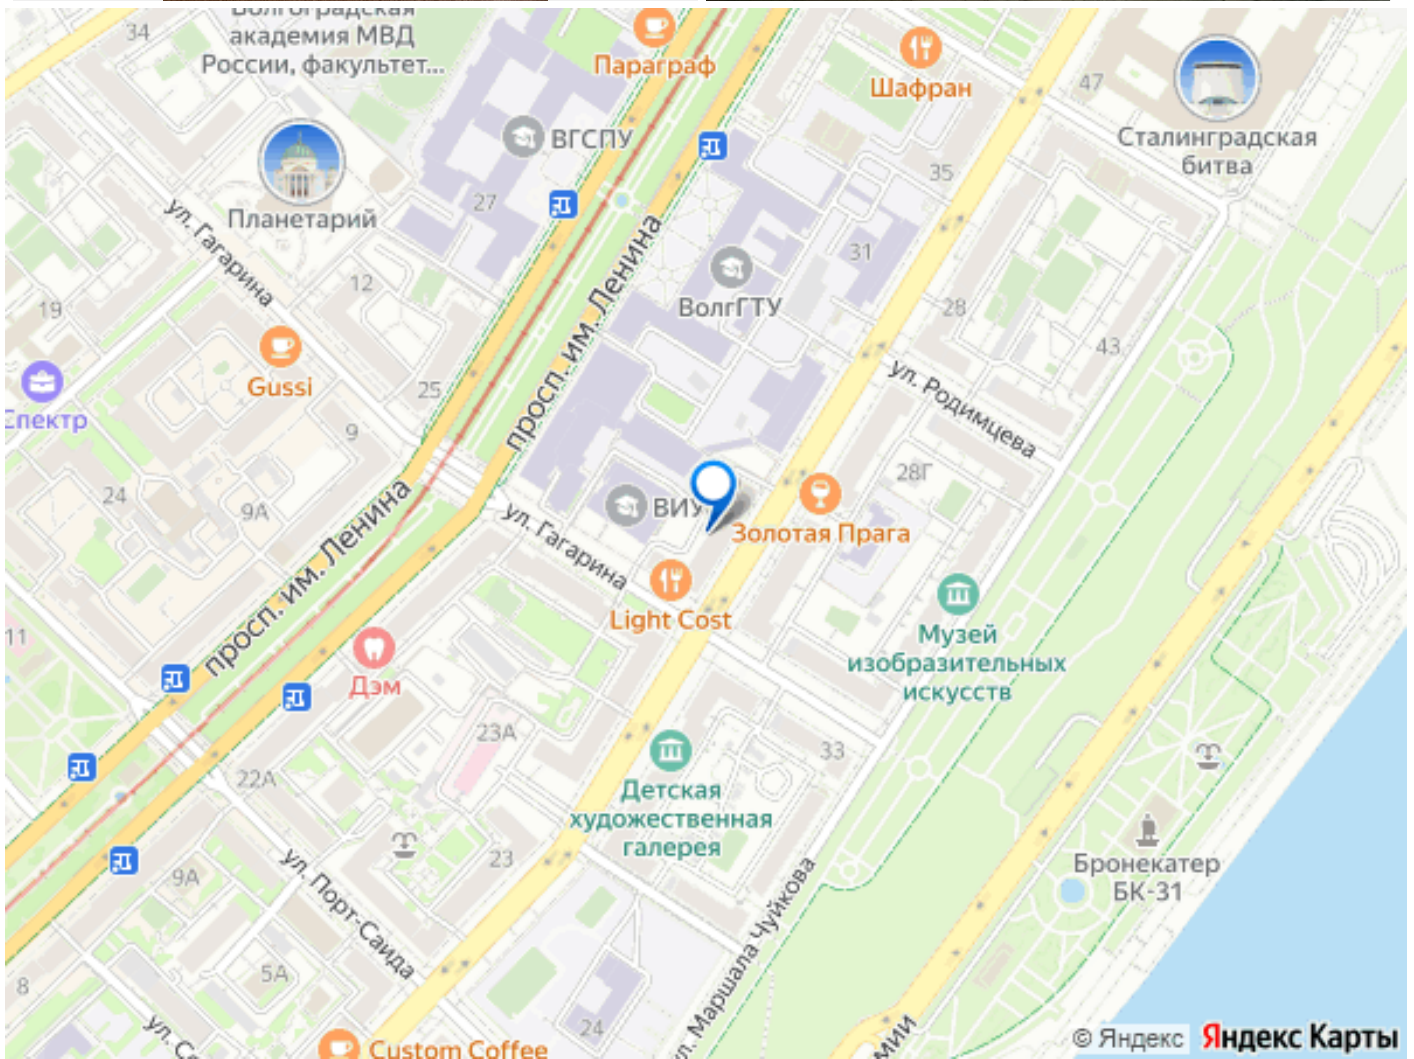 Волгоградская
академия МВД
России, факультет...
34
Параграф
Шафран
47
Сталинградская
битва
ВГСПУ
27
Планетарий
35
31
ул. Гагарина
12
19
ВолгГТУ
28
43
просп. им. Ленина
Gussi
25
Спектр
9
24
9А
ул. Родимцева
28Г
ВИУ
Золотая Прага
ул. Гагарина
просп. им. Ленина
Light Cost
Музей
изобразительных
искусств
11
Дэм
23А
33
22А
Детская
художественная
галерея
23
Бронекатер
БК-31
9А
ул. Порт-Саида
ул. Маршала Чуйкова
5А
8
24
Custom Coffee
© Яндекс Яндекс Карты